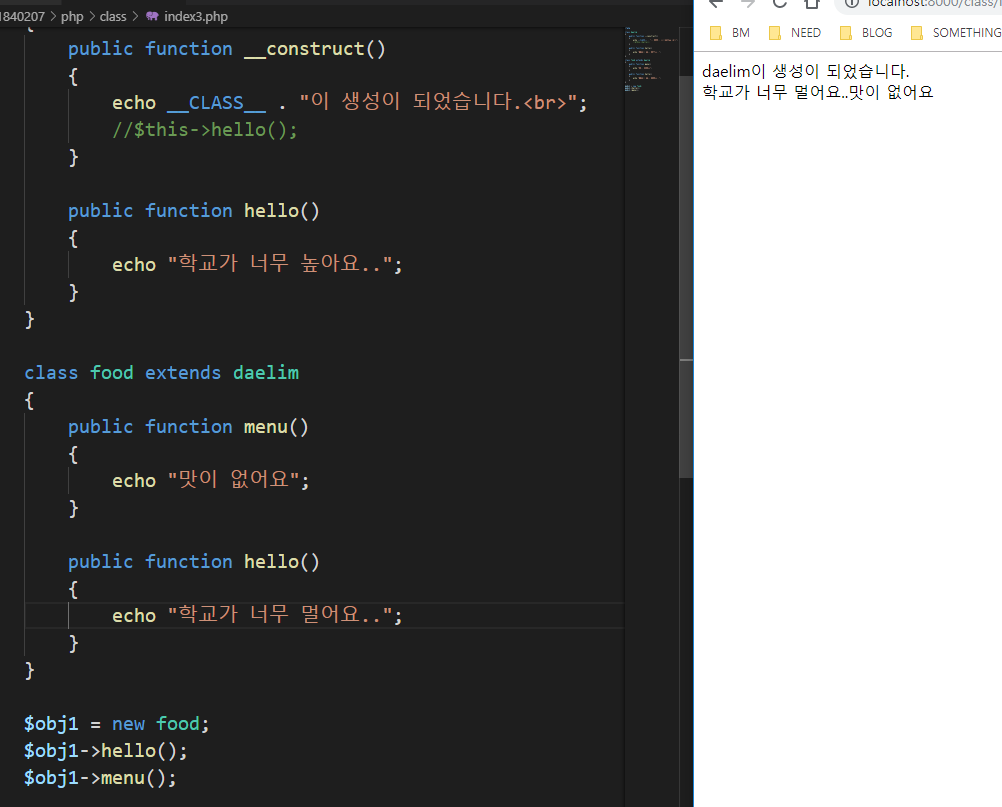 1840207 > php > class > index3.php
{
public function __construct()
{
echo __CLASS__ . "이 생성이 되었습니다.<br>";
//$this->hello();
}
public function hello()
{
echo "학교가 너무 높아요..";
}
}
class food extends daelim
{
public function menu()
{
echo "맛이 없어요";
}
public function hello()
{
echo "학교가 너무 멀어요..";
}
}
$obj1 = new food;
$obj1->hello();
$obj1->menu();
localhost:8000/class/
BM NEED BLOG SOMETHING
daelim이 생성이 되었습니다.
학교가 너무 멀어요..맛이 없어요